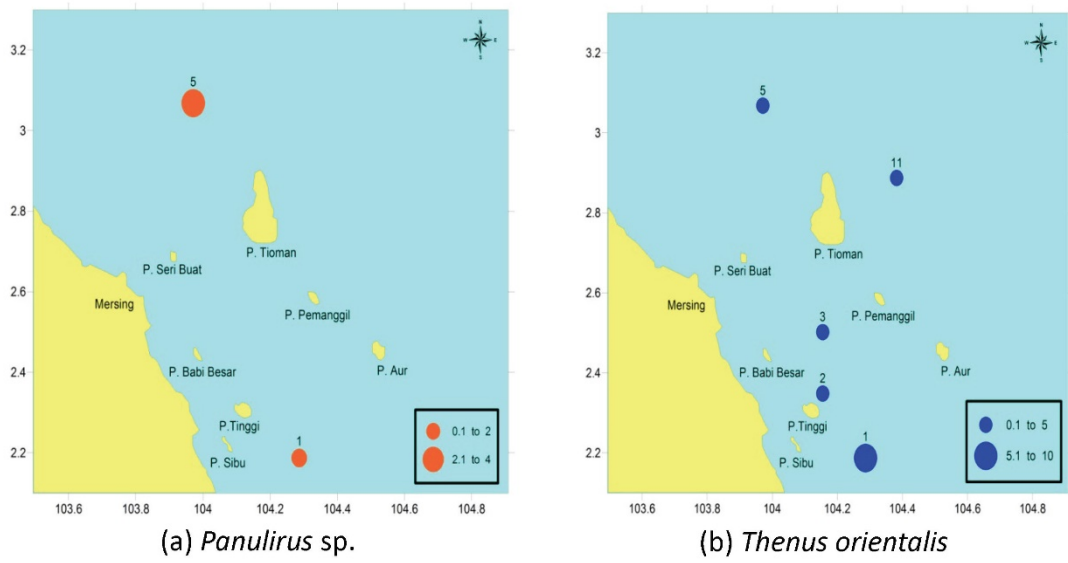 3.2
3
2.8
2.6
2.4
2.2
103.6
103.8
104
104.2
104.4
104.6
104.8
N
W
E
S
5
P. Tioman
P. Seri Buat
Mersing
P. Pemanggil
P. Babi Besar
P. Aur
P.Tinggi
P. Sibu
1
0.1 to 2
2.1 to 4
(a) Panulirus sp.
3.2
3
2.8
2.6
2.4
2.2
103.6
103.8
104
104.2
104.4
104.6
104.8
N
W
E
S
5
11
P. Tioman
P. Seri Buat
Mersing
P. Pemanggil
3
P. Babi Besar
P. Aur
2
P.Tinggi
P. Sibu
1
0.1 to 5
5.1 to 10
(b) Thenus orientalis